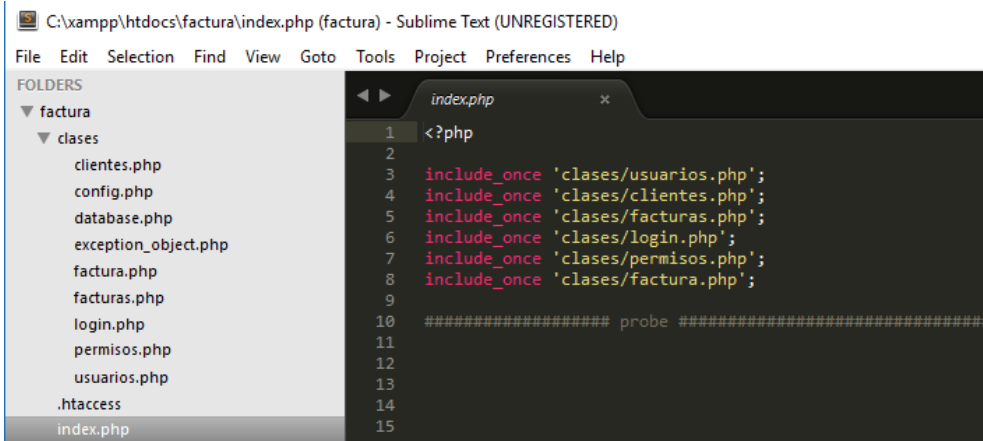 C:\xampp\htdocs\factura\index.php (factura) - Sublime Text (UNREGISTERED)
File Edit Selection Find View Goto Tools Project Preferences Help
FOLDERS
factura
clases
clientes.php
config.php
database.php
exception_object.php
factura.php
facturas.php
login.php
permisos.php
usuarios.php
.htaccess
index.php
index.php ×
1 <?php
2
3 include_once 'clases/usuarios.php';
4 include_once 'clases/clientes.php';
5 include_once 'clases/facturas.php';
6 include_once 'clases/login.php';
7 include_once 'clases/permisos.php';
8 include_once 'clases/factura.php';
9
10 ################### probe ###############################
11
12
13
14
15